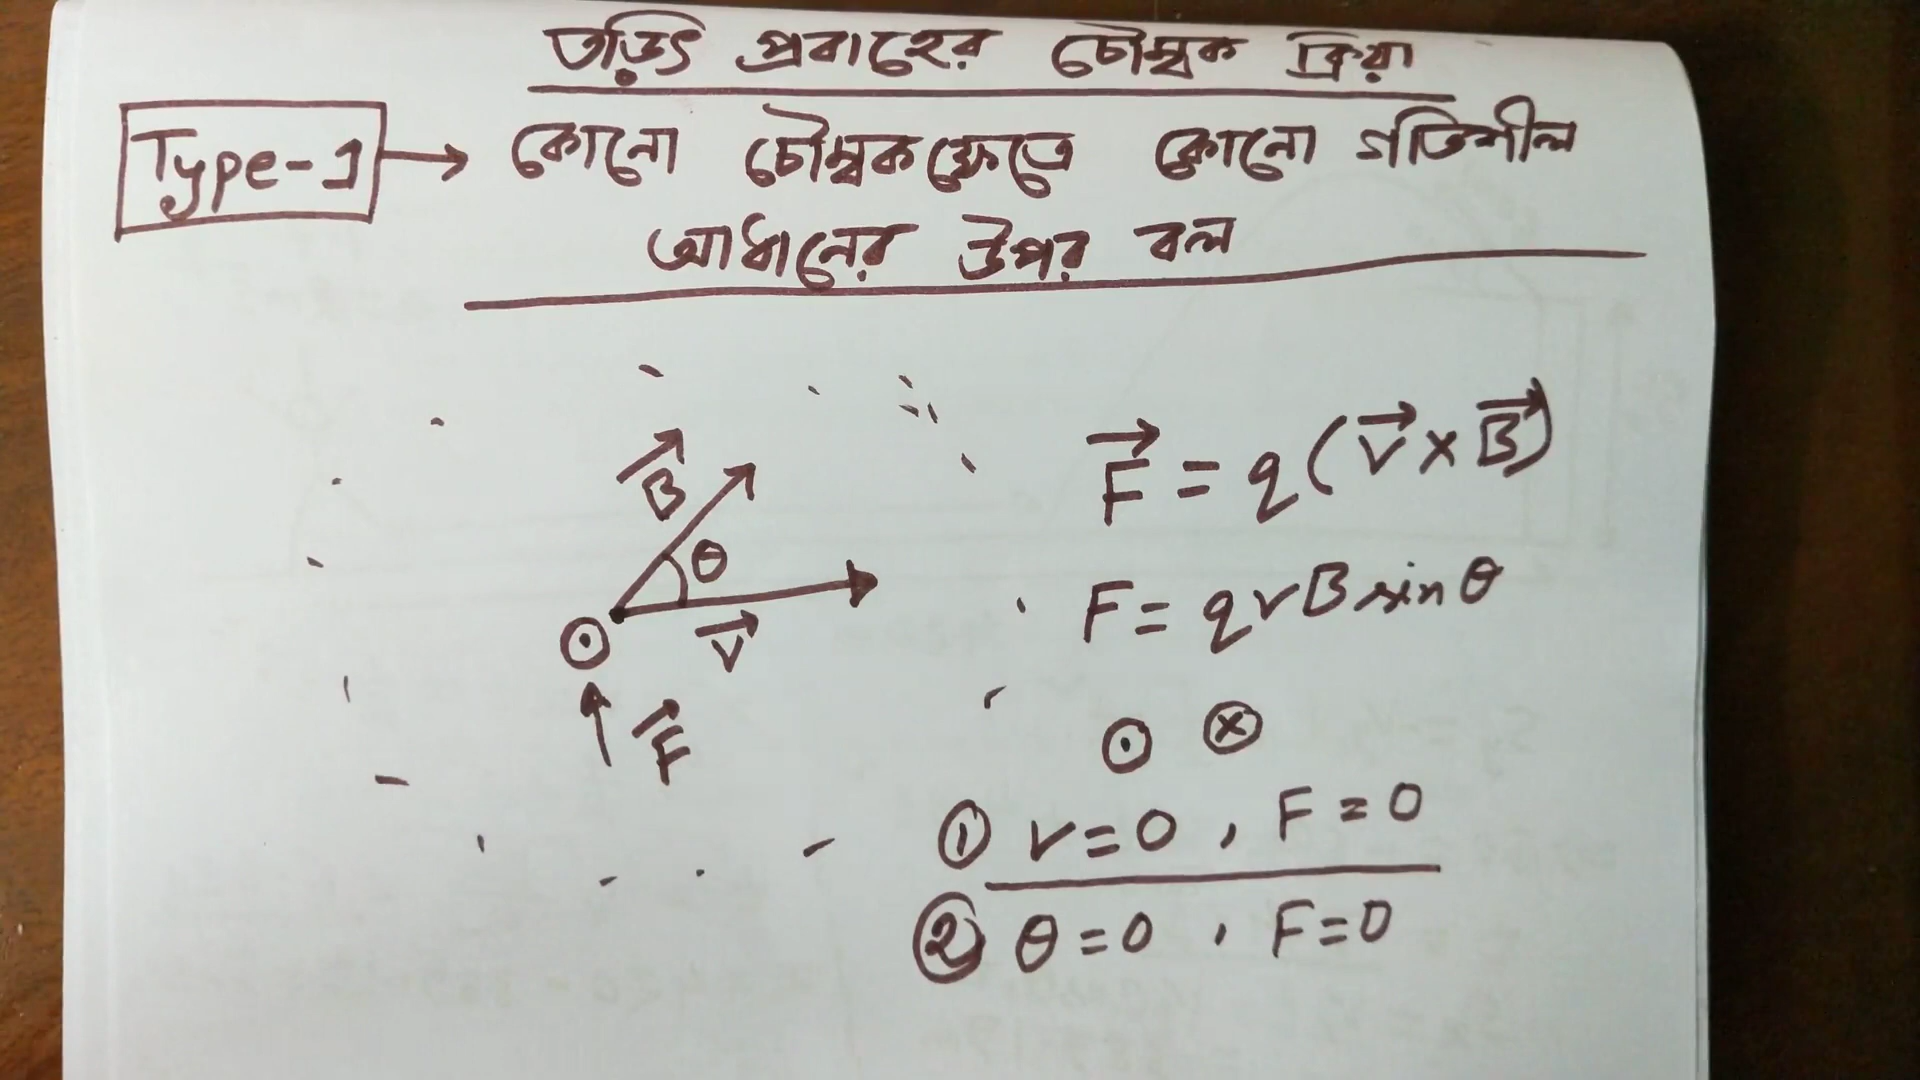 তড়িৎ প্রবাহের চৌম্বক ক্রিয়া
Type-1 → কোনো চৌম্বকক্ষেত্রে কোনো গতিশীল
আধানের উপর বল
B⃗
θ
V⃗
F⃗
F⃗ = q(V⃗ × B⃗)
F = qvB sin θ
⊙ ⊗
① v=0, F=0
② θ=0, F=0